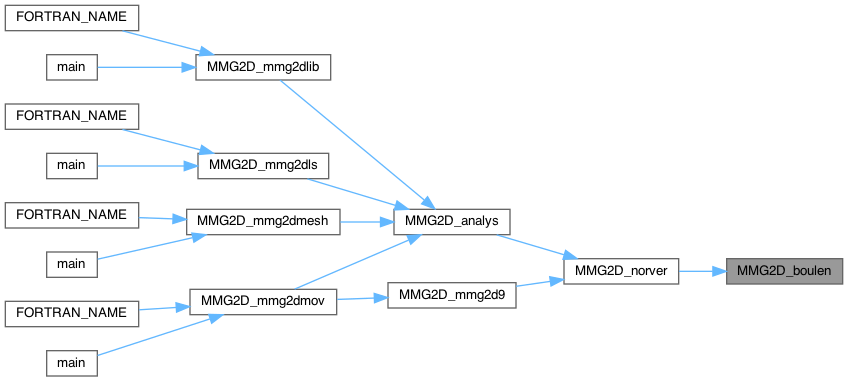 FORTRAN_NAME
main
MMG2D_mmg2dlib
FORTRAN_NAME
main
MMG2D_mmg2dls
FORTRAN_NAME
main
MMG2D_mmg2dmesh
MMG2D_analys
FORTRAN_NAME
main
MMG2D_mmg2dmov
MMG2D_mmg2d9
MMG2D_norver
MMG2D_boulen